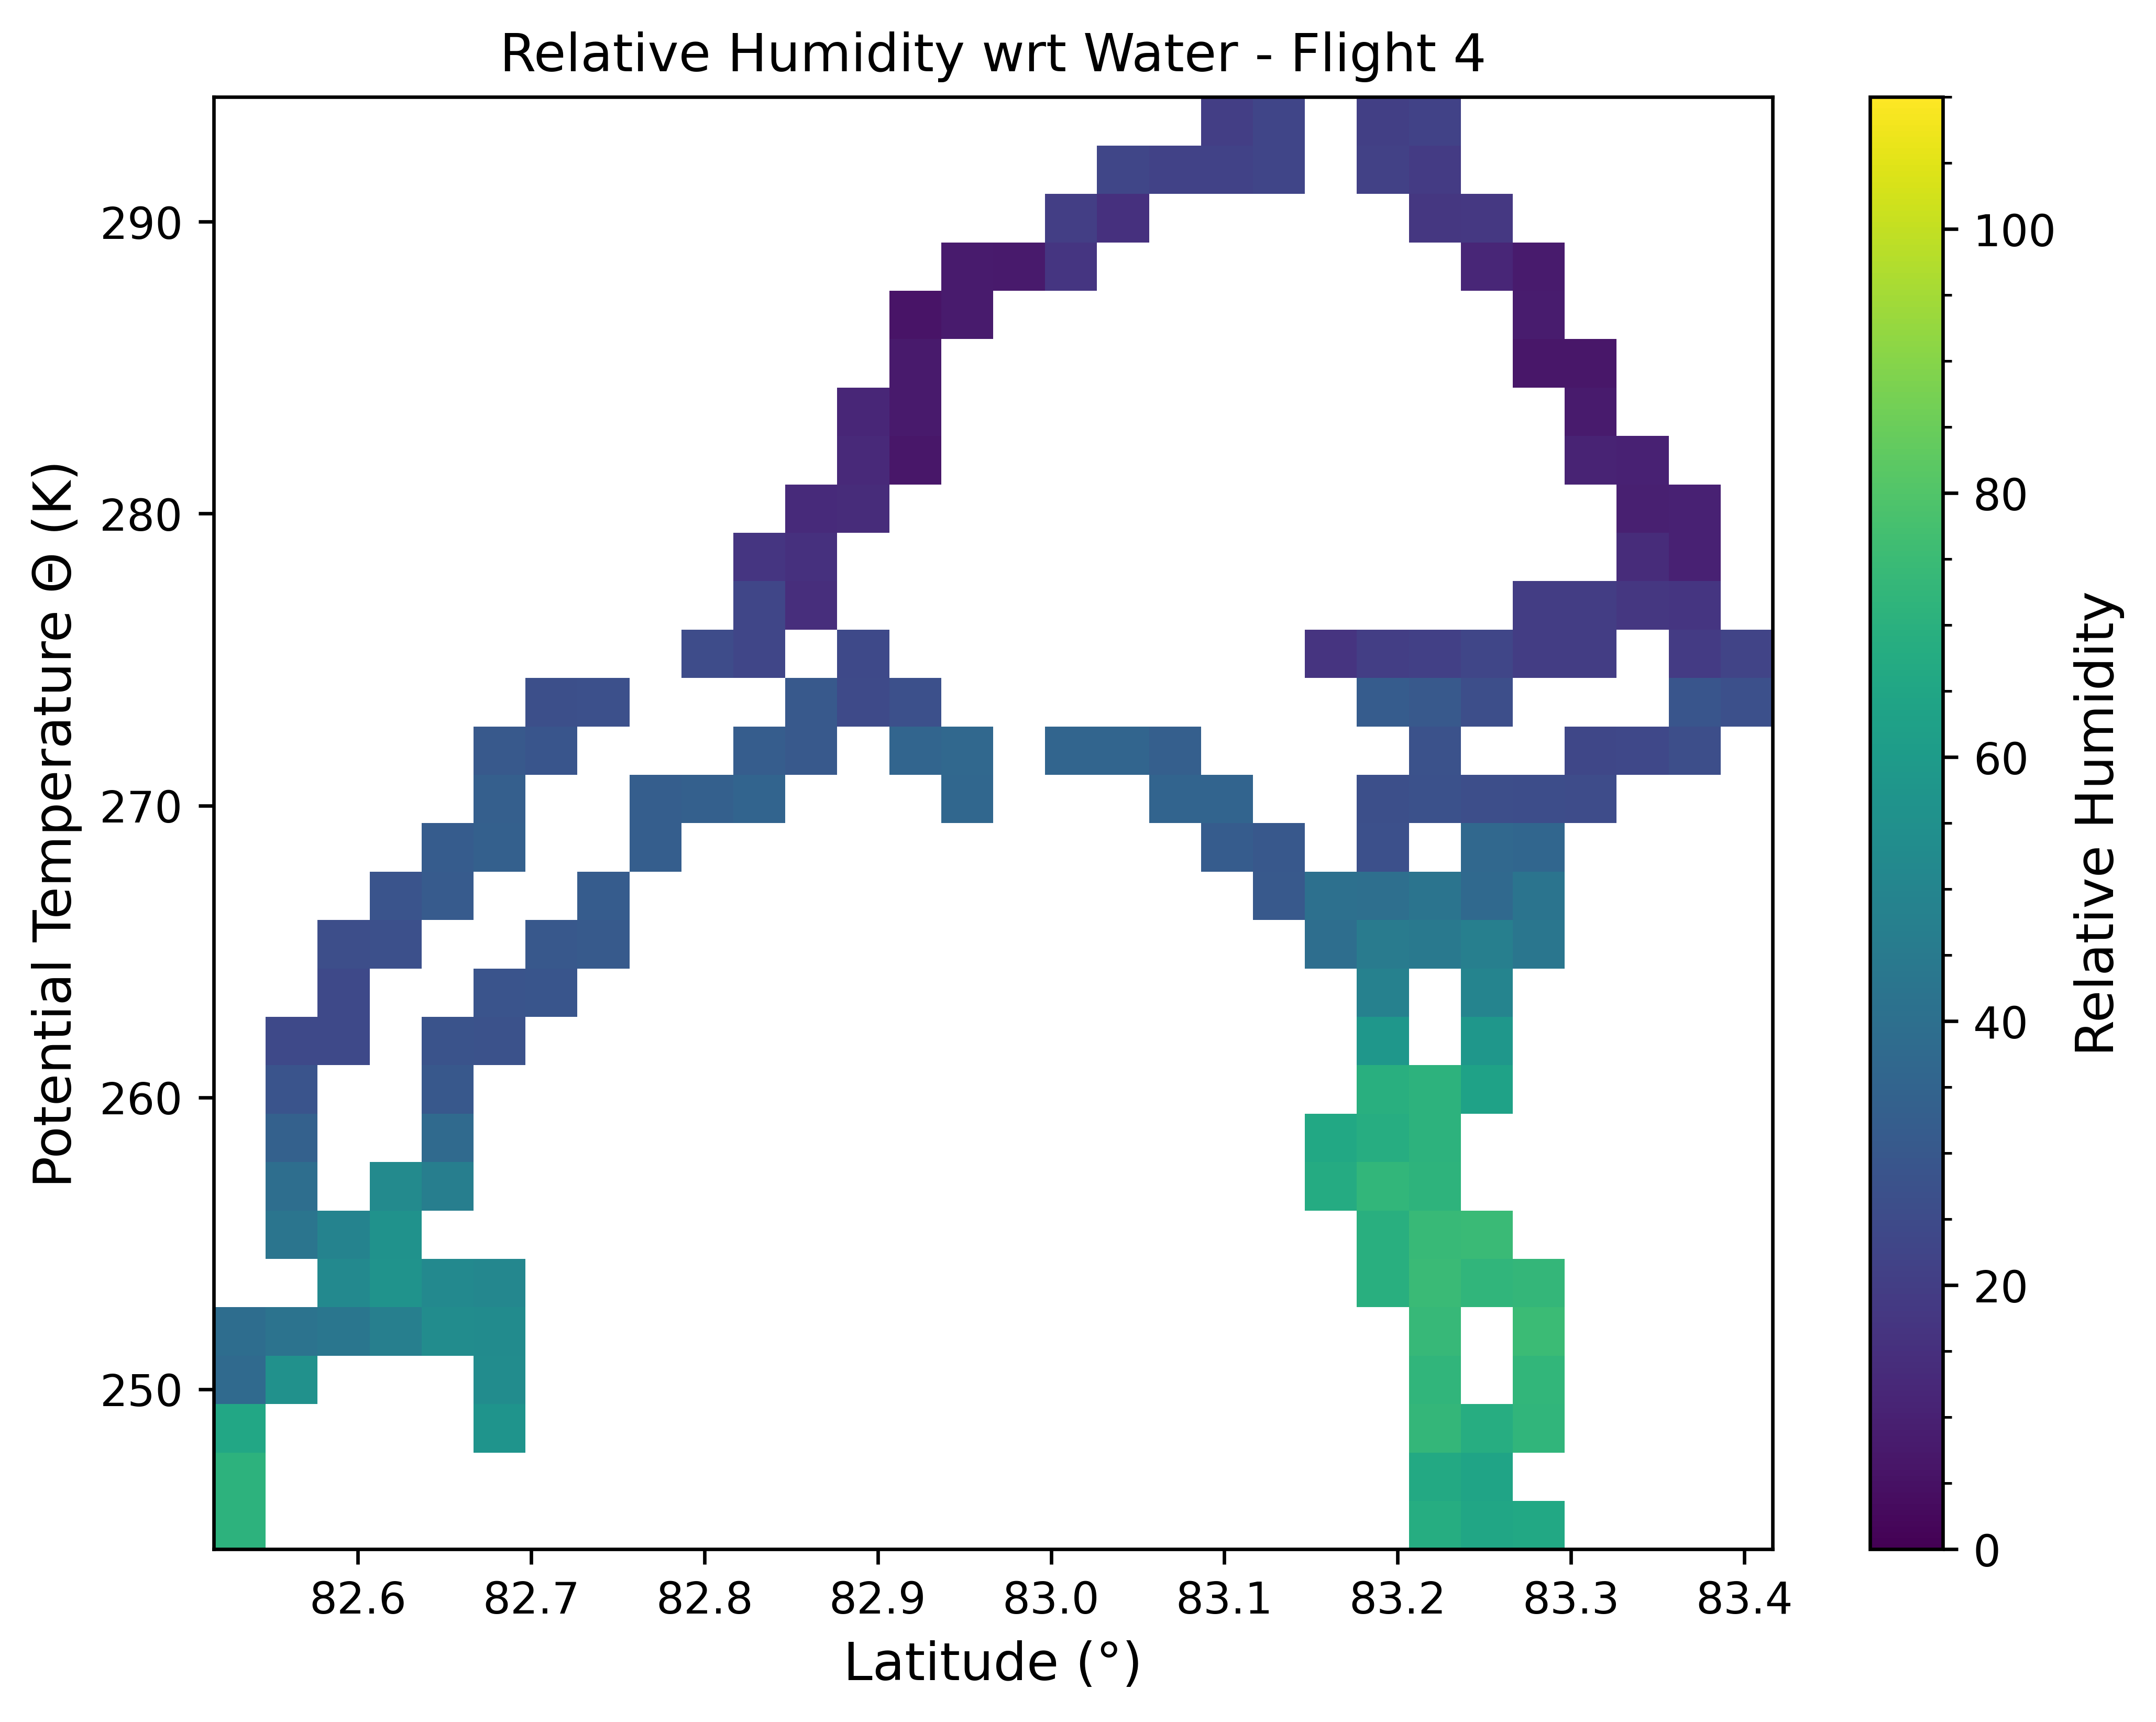 Relative Humidity wrt Water - Flight 4
Potential Temperature Θ (K)
290
280
270
260
250
82.6 82.7 82.8 82.9 83.0 83.1 83.2 83.3 83.4
Latitude (°)
100
80
60
40
20
0
Relative Humidity